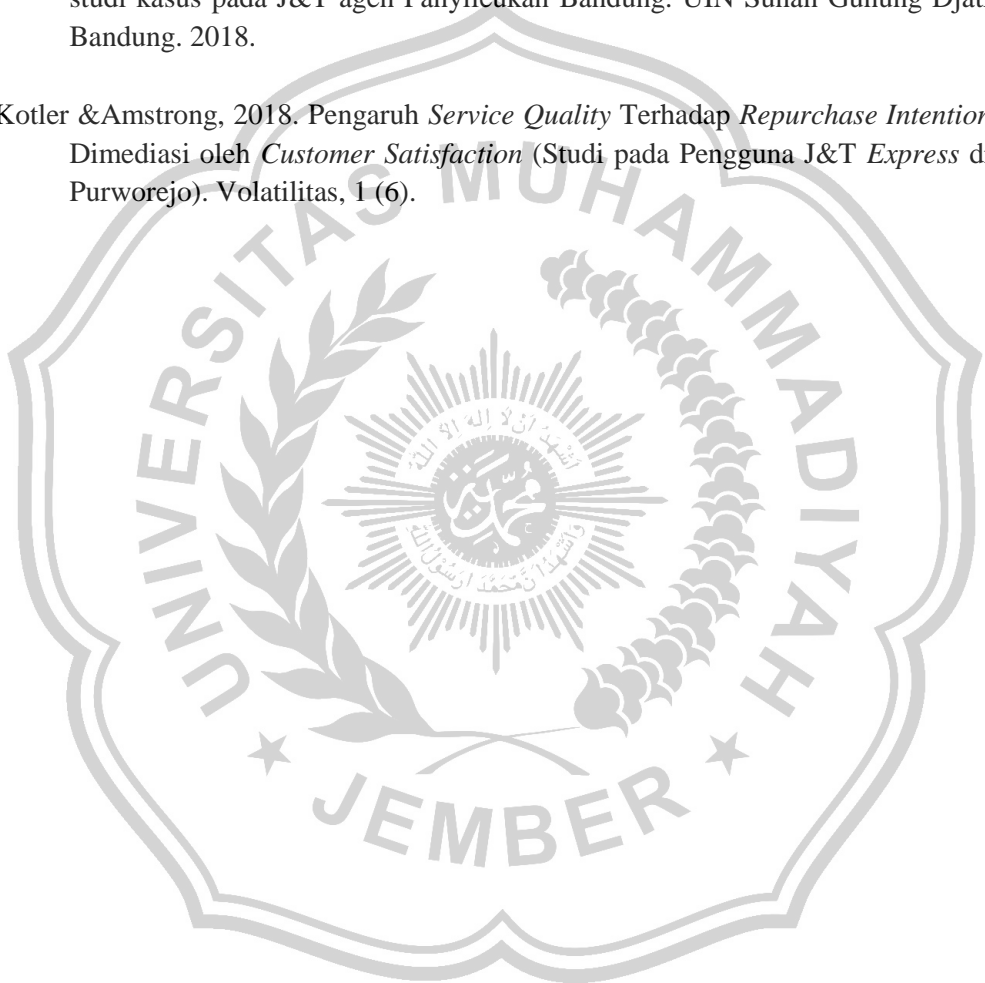 studi kasus pada J&T agen Panyileukan Bandung. UIN Sunan Gunung Djati
Bandung. 2018.
Kotler &Amstrong, 2018. Pengaruh Service Quality Terhadap Repurchase Intention
Dimediasi oleh Customer Satisfaction (Studi pada Pengguna J&T Express di
Purworejo). Volatilitas, 1 (6).
UNIVERSITAS MUHAMMADIYAH
JEMBER